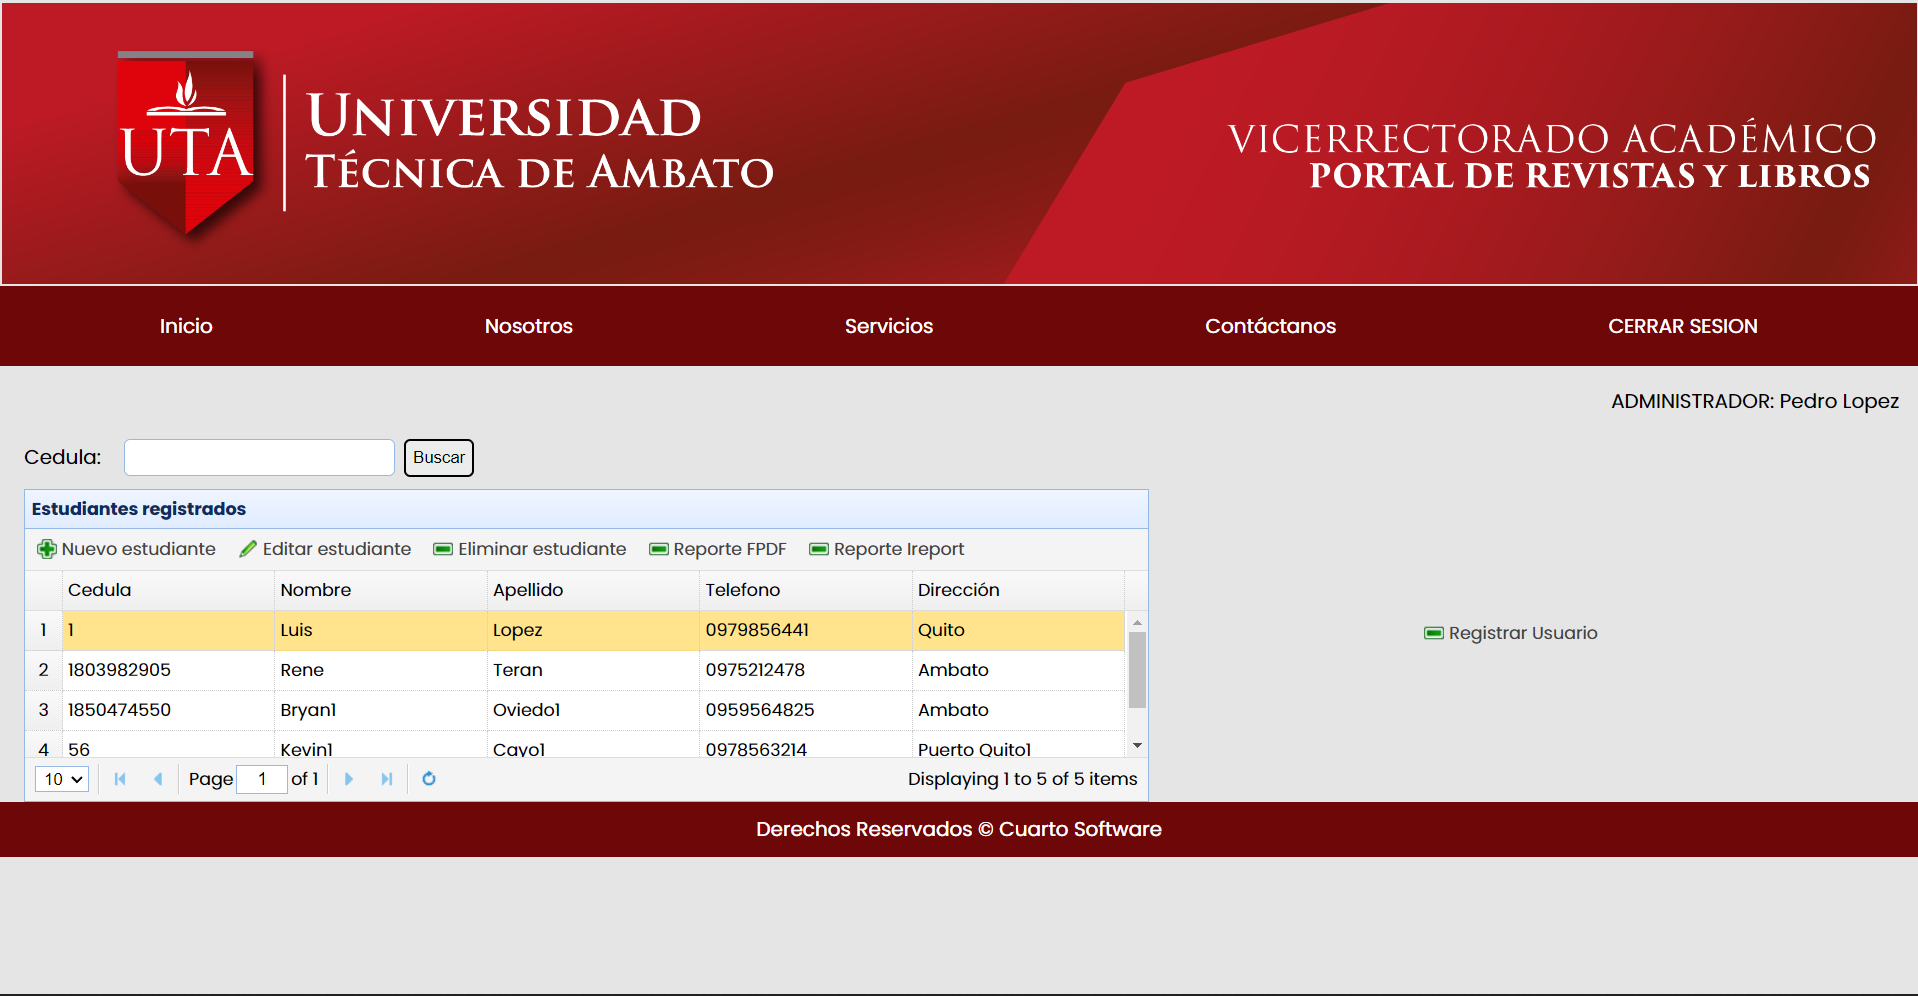 UTA
UNIVERSIDAD
TÉCNICA DE AMBATO
VICERRECTORADO ACADÉMICO
PORTAL DE REVISTAS Y LIBROS
Inicio Nosotros Servicios Contáctanos CERRAR SESION
ADMINISTRADOR: Pedro Lopez
Cedula: Buscar
Estudiantes registrados
Nuevo estudiante Editar estudiante Eliminar estudiante Reporte FPDF Reporte Ireport
Cedula Nombre Apellido Telefono Dirección
1 1 Luis Lopez 0979856441 Quito
Registrar Usuario
2 1803982905 Rene Teran 0975212478 Ambato
3 1850474550 Bryan1 Oviedo1 0959564825 Ambato
4 56 Kevin1 Cayo1 0978563214 Puerto Quito1
10 Page 1 of 1 Displaying 1 to 5 of 5 items
Derechos Reservados © Cuarto Software